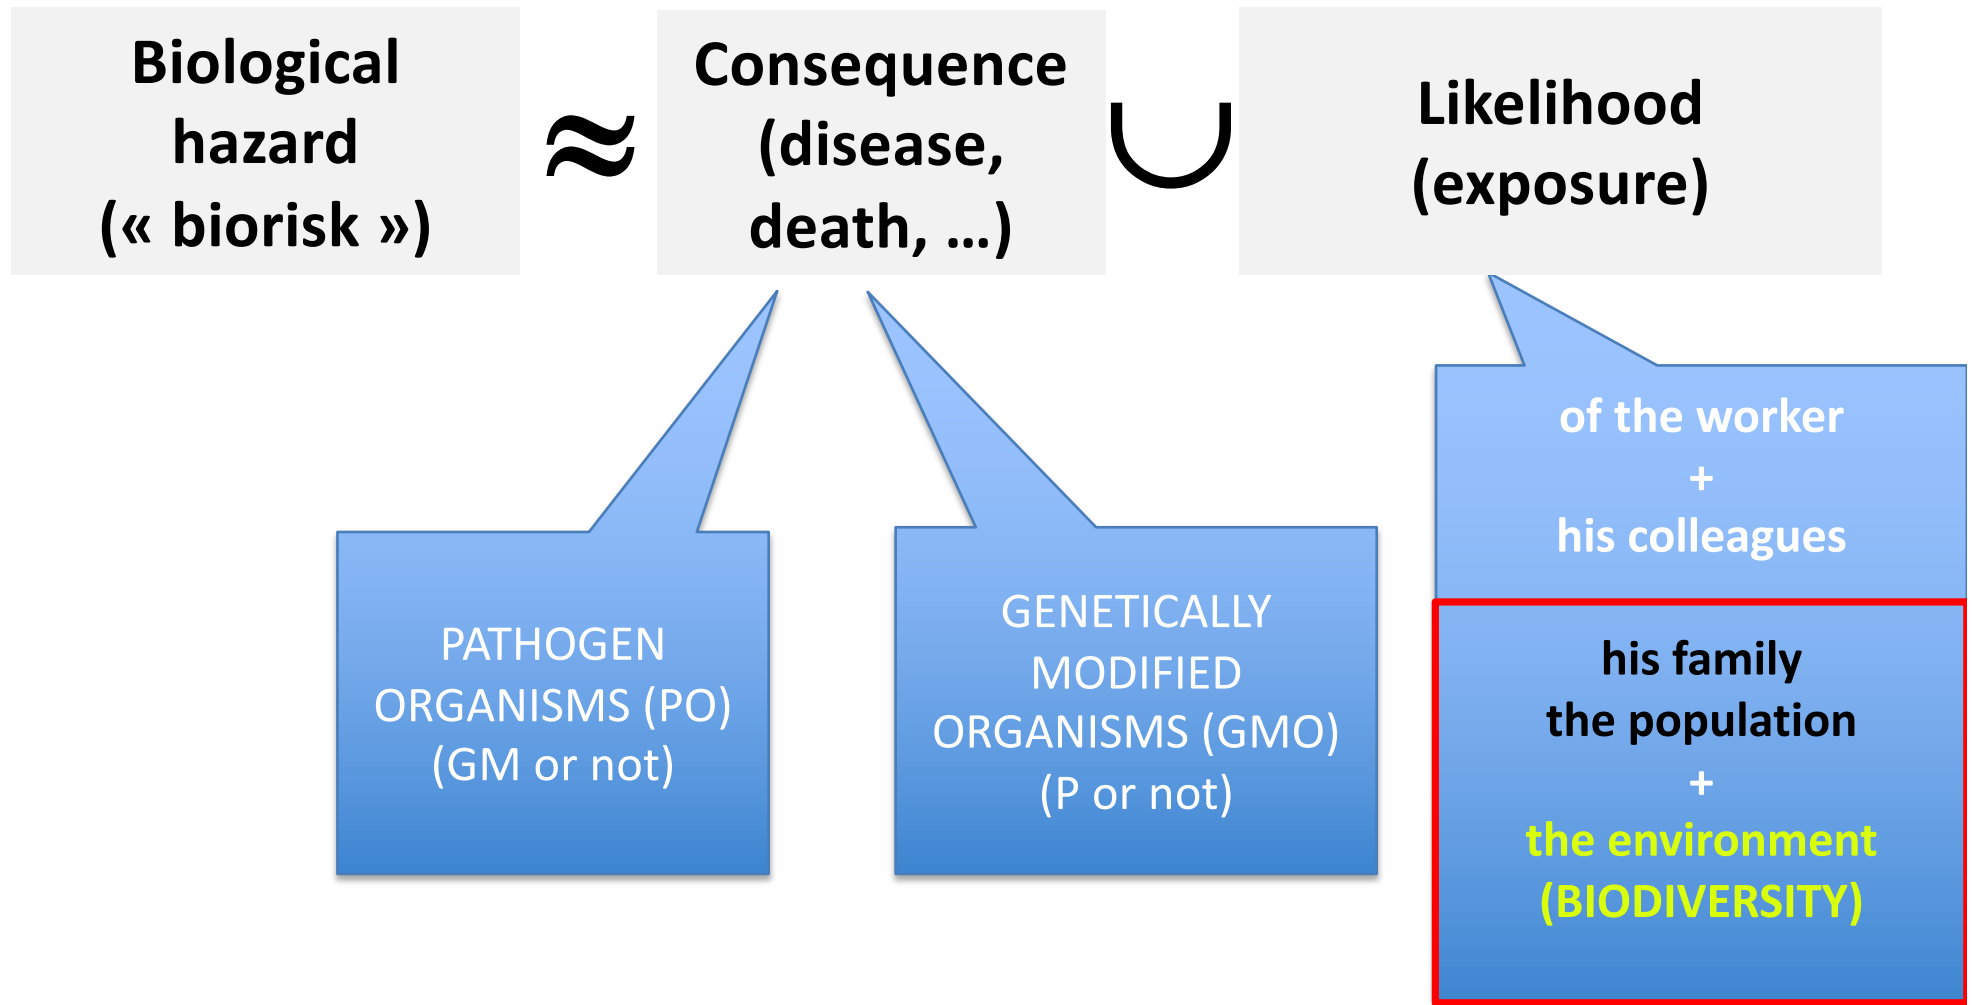 Biological
hazard
(« biorisk »)
≈
Consequence
(disease,
death, ...)
∪
Likelihood
(exposure)
PATHOGEN
ORGANISMS (PO)
(GM or not)
GENETICALLY
MODIFIED
ORGANISMS (GMO)
(P or not)
of the worker
+
his colleagues
his family
the population
+
the environment
(BIODIVERSITY)